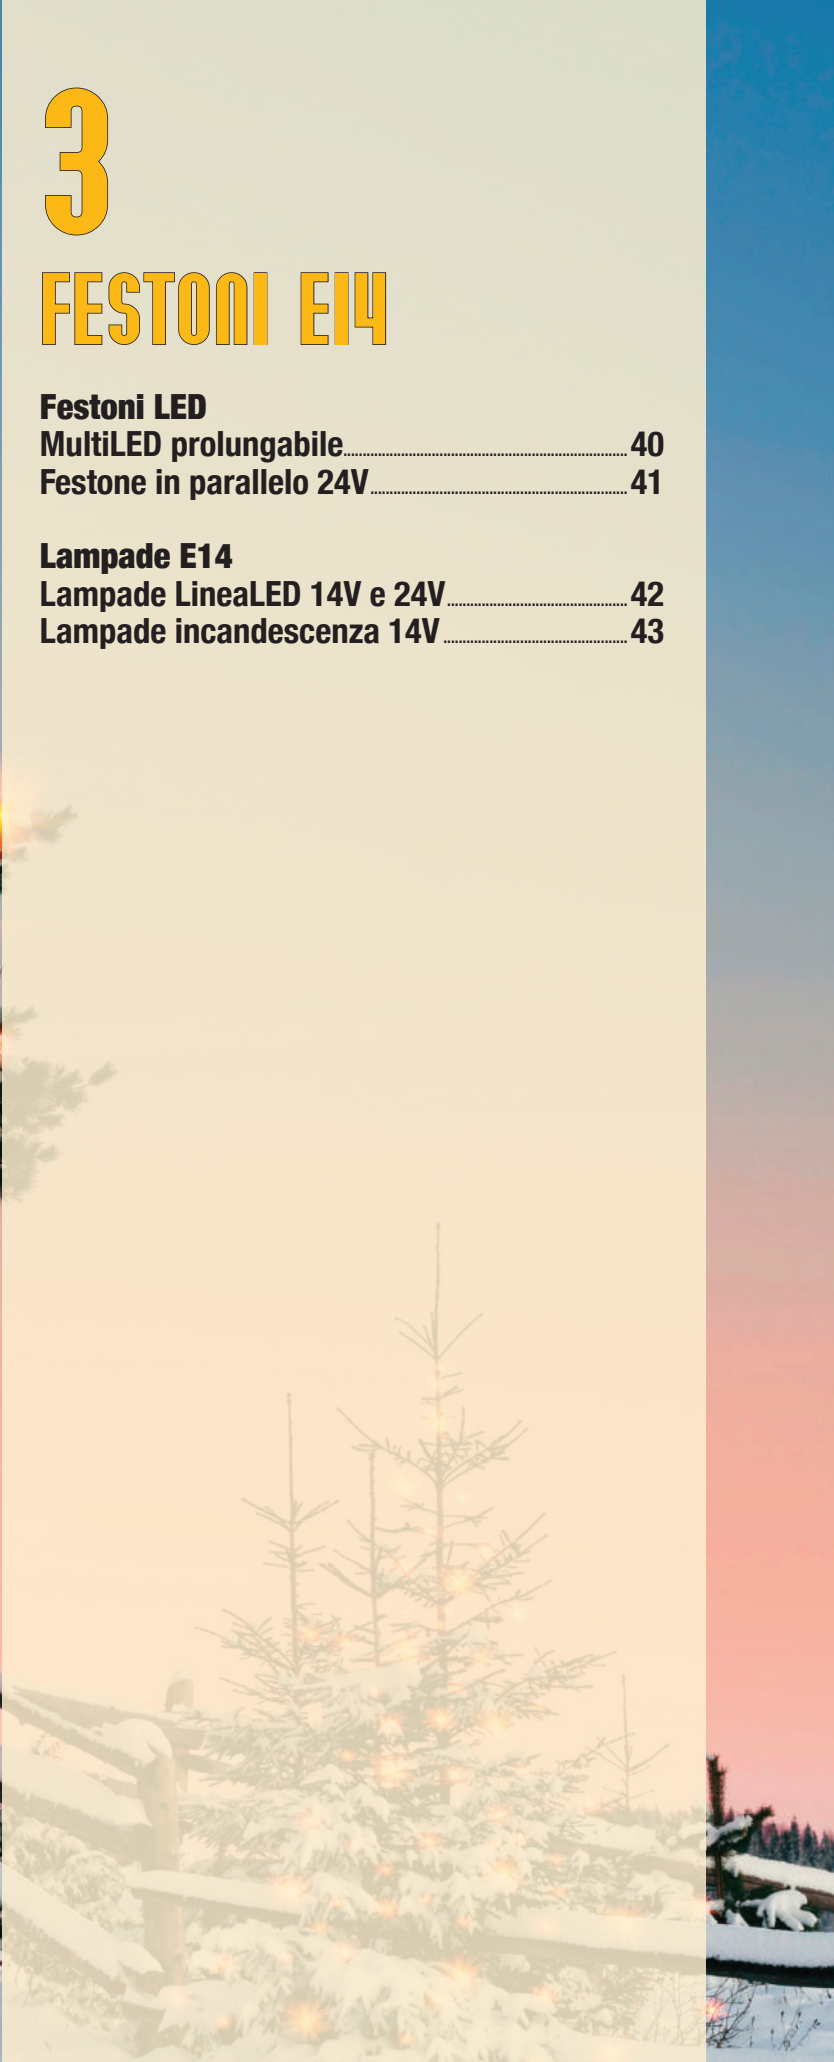 3
FESTONI E14
Festoni LED
MultiLED prolungabile........................................40
Festone in parallelo 24V........................................41
Lampade E14
Lampade LineaLED 14V e 24V........................................42
Lampade incandescenza 14V........................................43